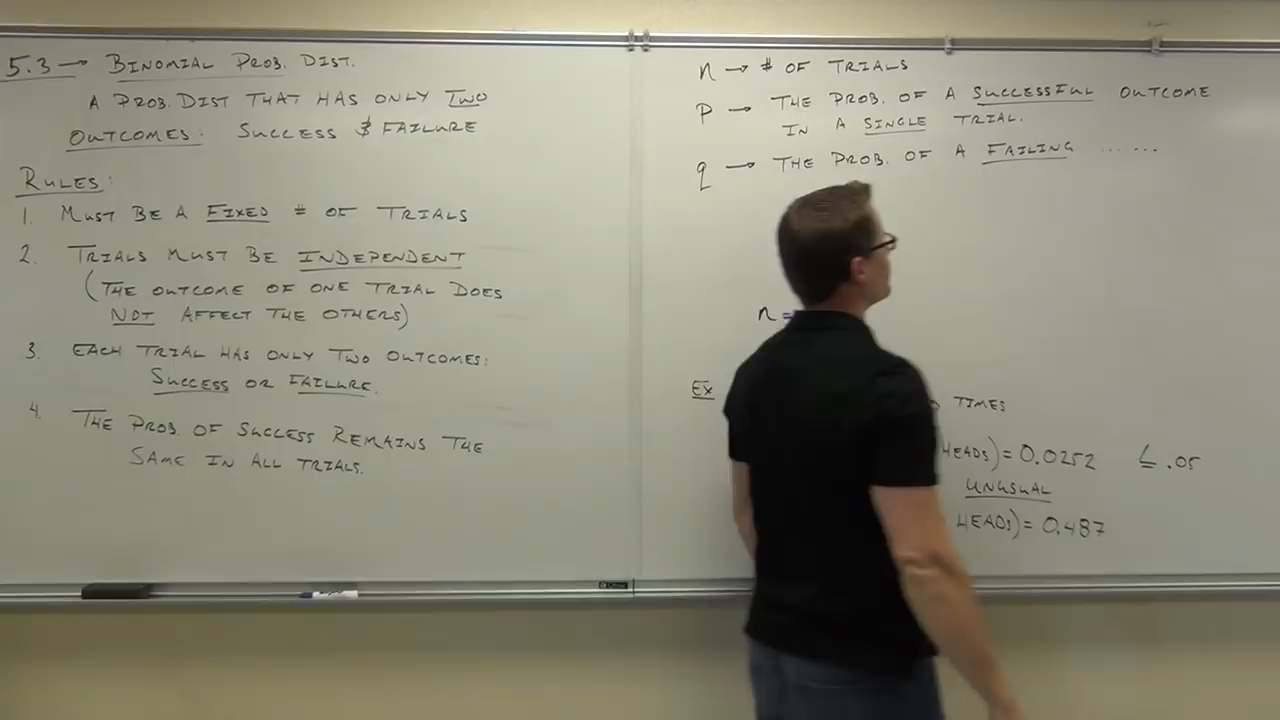 5.3 → BINOMIAL PROB. DIST.
A PROB. DIST THAT HAS ONLY TWO
OUTCOMES: SUCCESS & FAILURE
RULES:
1. MUST BE A FIXED # OF TRIALS
2. TRIALS MUST BE INDEPENDENT
(THE OUTCOME OF ONE TRIAL DOES
NOT AFFECT THE OTHERS)
3. EACH TRIAL HAS ONLY TWO OUTCOMES:
SUCCESS OR FAILURE.
4. THE PROB. OF SUCCESS REMAINS THE
SAME IN ALL TRIALS.
n → # OF TRIALS
p → THE PROB. OF A SUCCESSFUL OUTCOME
IN A SINGLE TRIAL.
q → THE PROB. OF A FAILING ......
n =
EX TIMES
HEADS) = 0.0252 ≤ .05
UNUSUAL
HEADS) = 0.487